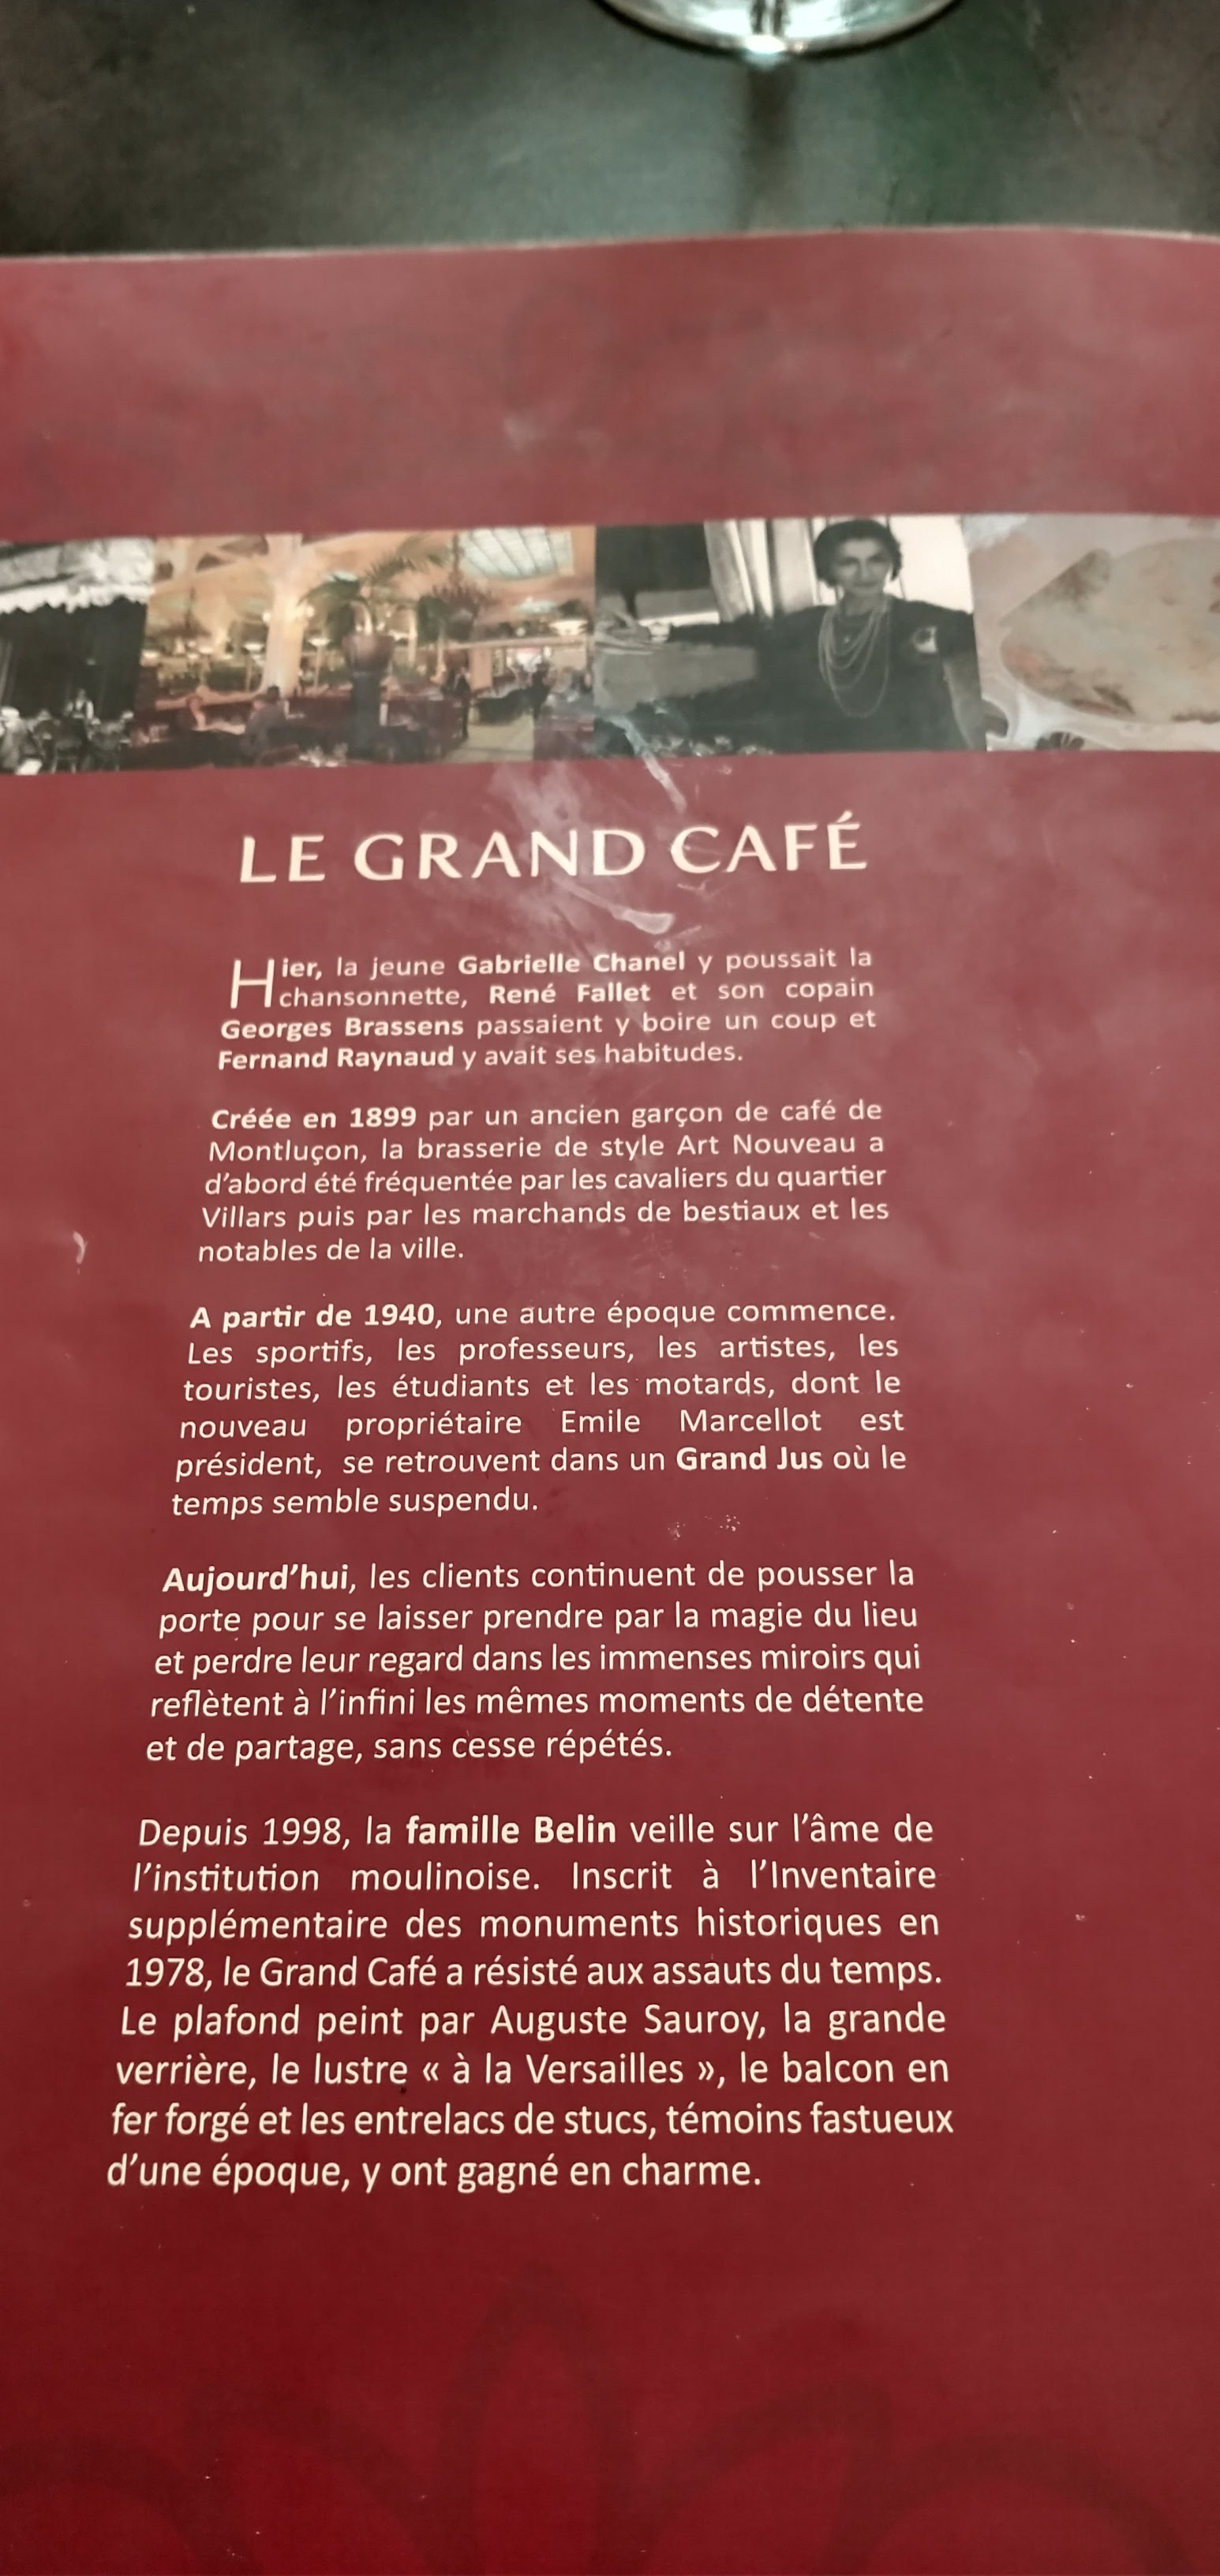 LE GRAND CAFÉ
Hier, la jeune Gabrielle Chanel y poussait la
chansonnette, René Fallet et son copain
Georges Brassens passaient y boire un coup et
Fernand Raynaud y avait ses habitudes.
Créée en 1899 par un ancien garçon de café de
Montluçon, la brasserie de style Art Nouveau a
d’abord été fréquentée par les cavaliers du quartier
Villars puis par les marchands de bestiaux et les
notables de la ville.
A partir de 1940, une autre époque commence.
Les sportifs, les professeurs, les artistes, les
touristes, les étudiants et les motards, dont le
nouveau propriétaire Emile Marcellot est
président, se retrouvent dans un Grand Jus où le
temps semble suspendu.
Aujourd’hui, les clients continuent de pousser la
porte pour se laisser prendre par la magie du lieu
et perdre leur regard dans les immenses miroirs qui
reflètent à l’infini les mêmes moments de détente
et de partage, sans cesse répétés.
Depuis 1998, la famille Belin veille sur l’âme de
l’institution moulinoise. Inscrit à l’Inventaire
supplémentaire des monuments historiques en
1978, le Grand Café a résisté aux assauts du temps.
Le plafond peint par Auguste Sauroy, la grande
verrière, le lustre « à la Versailles », le balcon en
fer forgé et les entrelacs de stucs, témoins fastueux
d’une époque, y ont gagné en charme.